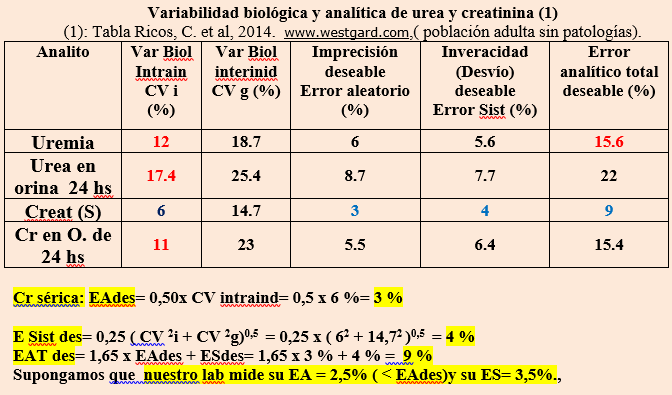 Variabilidad biológica y analítica de urea y creatinina (1)
(1): Tabla Ricos, C. et al, 2014. www.westgard.com,( población adulta sin patologías).
Analito
Var Biol
Intrain
CV i
(%)
Var Biol
interinid
CV g (%)
Imprecisión
deseable
Error aleatorio
(%)
Inveracidad
(Desvío)
deseable
Error Sist (%)
Error
analítico total
deseable (%)
Uremia 12 18.7 6 5.6 15.6
Urea en
orina 24 hs
17.4 25.4 8.7 7.7 22
Creat (S) 6 14.7 3 4 9
Cr en O. de
24 hs
11 23 5.5 6.4 15.4
Cr sérica: EAdes= 0,50x CV intraind= 0,5 x 6 %= 3 %
E Sist des= 0,25 ( CV ²i + CV ²g)⁰,⁵ = 0,25 x ( 6² + 14,7² )⁰,⁵ = 4 %
EAT des= 1,65 x EAdes + ESdes= 1,65 x 3 % + 4 % = 9 %
Supongamos que nuestro lab mide su EA = 2,5% ( < EAdes)y su ES= 3,5%.,